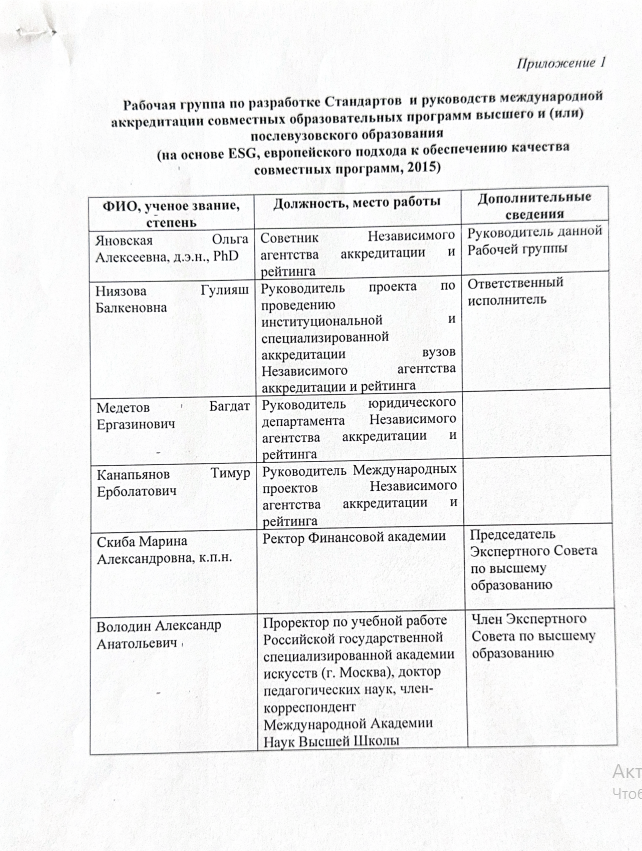 Приложение 1
Рабочая группа по разработке Стандартов и руководств международной
аккредитации совместных образовательных программ высшего и (или)
послевузовского образования
(на основе ESG, европейского подхода к обеспечению качества
совместных программ, 2015)
ФИО, ученое звание,
степень
Должность, место работы
Дополнительные
сведения
Яновская Ольга
Алексеевна, д.э.н., PhD
Советник Независимого
агентства аккредитации и
рейтинга
Руководитель данной
Рабочей группы
Ниязова Гулияш
Балкеновна
Руководитель проекта по
проведению
институциональной и
специализированной
аккредитации вузов
Независимого агентства
аккредитации и рейтинга
Ответственный
исполнитель
Медетов Багдат
Ергазинович
Руководитель юридического
департамента Независимого
агентства аккредитации и
рейтинга
Канапьянов Тимур
Ерболатович
Руководитель Международных
проектов Независимого
агентства аккредитации и
рейтинга
Скиба Марина
Александровна, к.п.н.
Ректор Финансовой академии
Председатель
Экспертного Совета
по высшему
образованию
Володин Александр
Анатольевич
Проректор по учебной работе
Российской государственной
специализированной академии
искусств (г. Москва), доктор
педагогических наук, член-
корреспондент
Международной Академии
Наук Высшей Школы
Член Экспертного
Совета по высшему
образованию
Акт
Чтоб